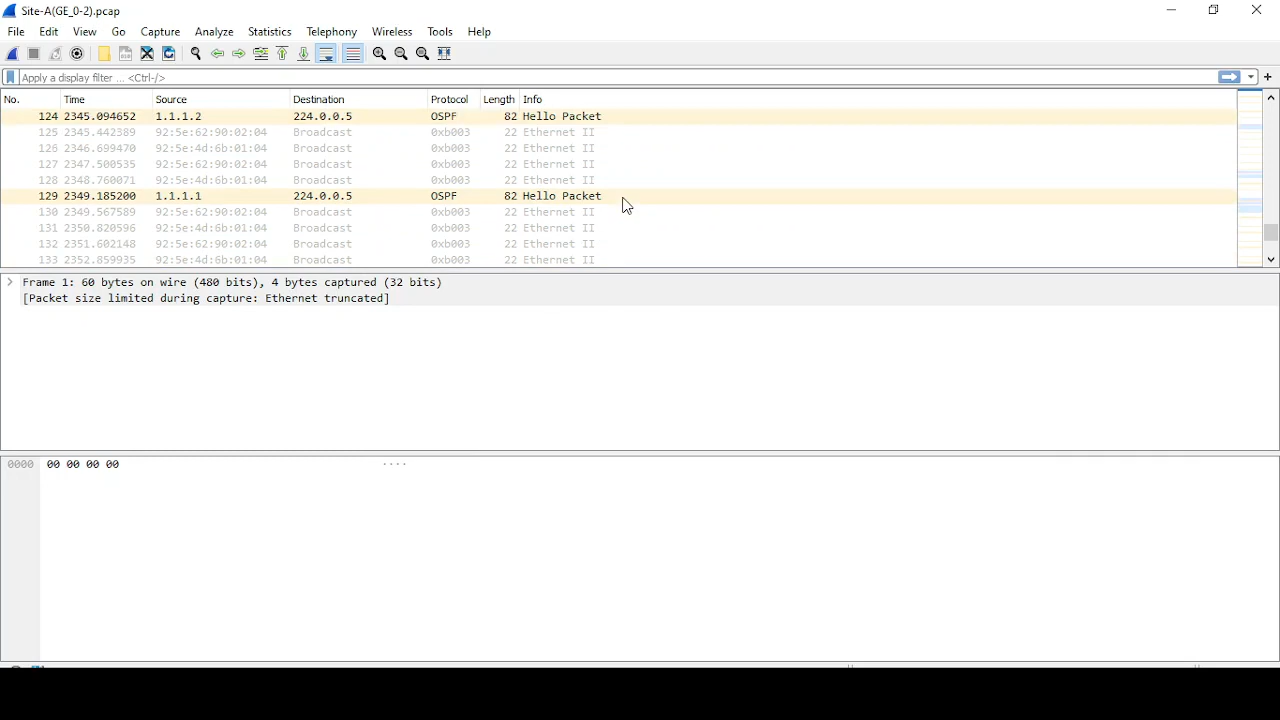 Site-A(GE_0-2).pcap
File Edit View Go Capture Analyze Statistics Telephony Wireless Tools Help
Apply a display filter ... <Ctrl-/>
No. Time Source Destination Protocol Length Info
124 2345.094652 1.1.1.2 224.0.0.5 OSPF 82 Hello Packet
125 2345.442389 92:5e:62:90:02:04 Broadcast 0xb003 22 Ethernet II
126 2346.699470 92:5e:4d:6b:01:04 Broadcast 0xb003 22 Ethernet II
127 2347.500535 92:5e:62:90:02:04 Broadcast 0xb003 22 Ethernet II
128 2348.760071 92:5e:4d:6b:01:04 Broadcast 0xb003 22 Ethernet II
129 2349.185200 1.1.1.1 224.0.0.5 OSPF 82 Hello Packet
130 2349.567589 92:5e:62:90:02:04 Broadcast 0xb003 22 Ethernet II
131 2350.820596 92:5e:4d:6b:01:04 Broadcast 0xb003 22 Ethernet II
132 2351.602148 92:5e:62:90:02:04 Broadcast 0xb003 22 Ethernet II
133 2352.859935 92:5e:4d:6b:01:04 Broadcast 0xb003 22 Ethernet II
Frame 1: 60 bytes on wire (480 bits), 4 bytes captured (32 bits)
[Packet size limited during capture: Ethernet truncated]
0000 00 00 00 00 ....